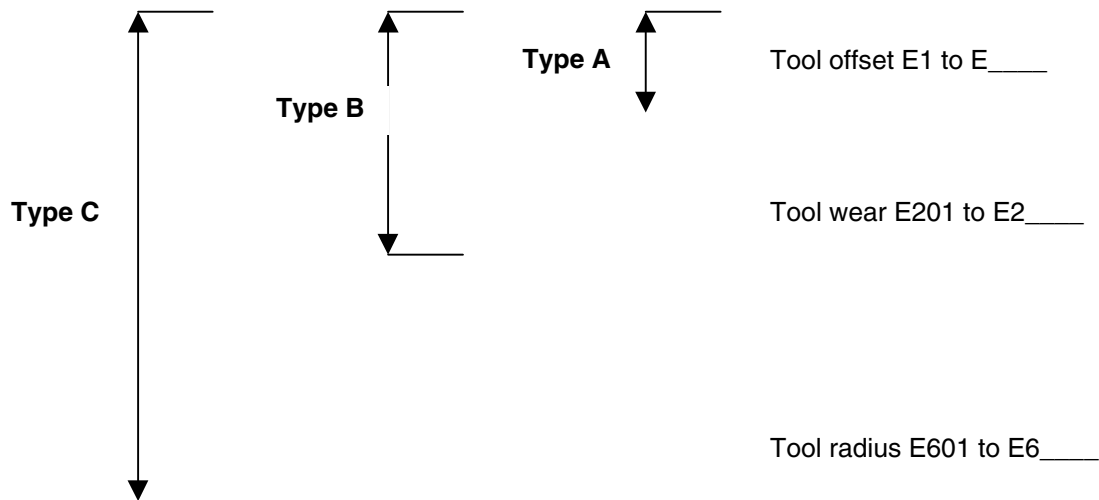 Type A
Tool offset E1 to E____
Type B
Type C
Tool wear E201 to E2____
Tool radius E601 to E6____